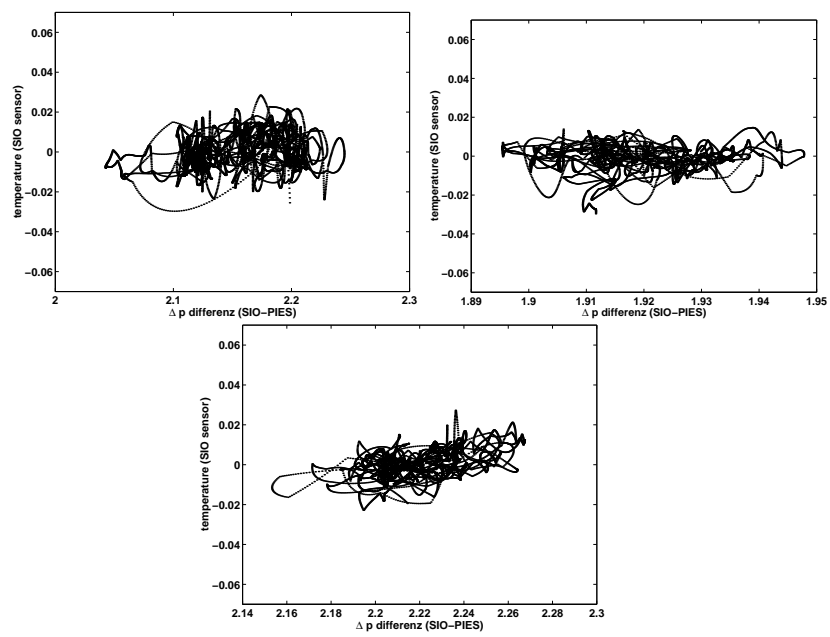 0.06
0.04
0.02
0
−0.02
−0.04
−0.06
temperature (SIO sensor)
2 2.1 2.2 2.3
Δ p differenz (SIO−PIES)
0.06
0.04
0.02
0
−0.02
−0.04
−0.06
temperature (SIO sensor)
1.89 1.9 1.91 1.92 1.93 1.94 1.95
Δ p differenz (SIO−PIES)
0.06
0.04
0.02
0
−0.02
−0.04
−0.06
temperature (SIO sensor)
2.14 2.16 2.18 2.2 2.22 2.24 2.26 2.28 2.3
Δ p differenz (SIO−PIES)